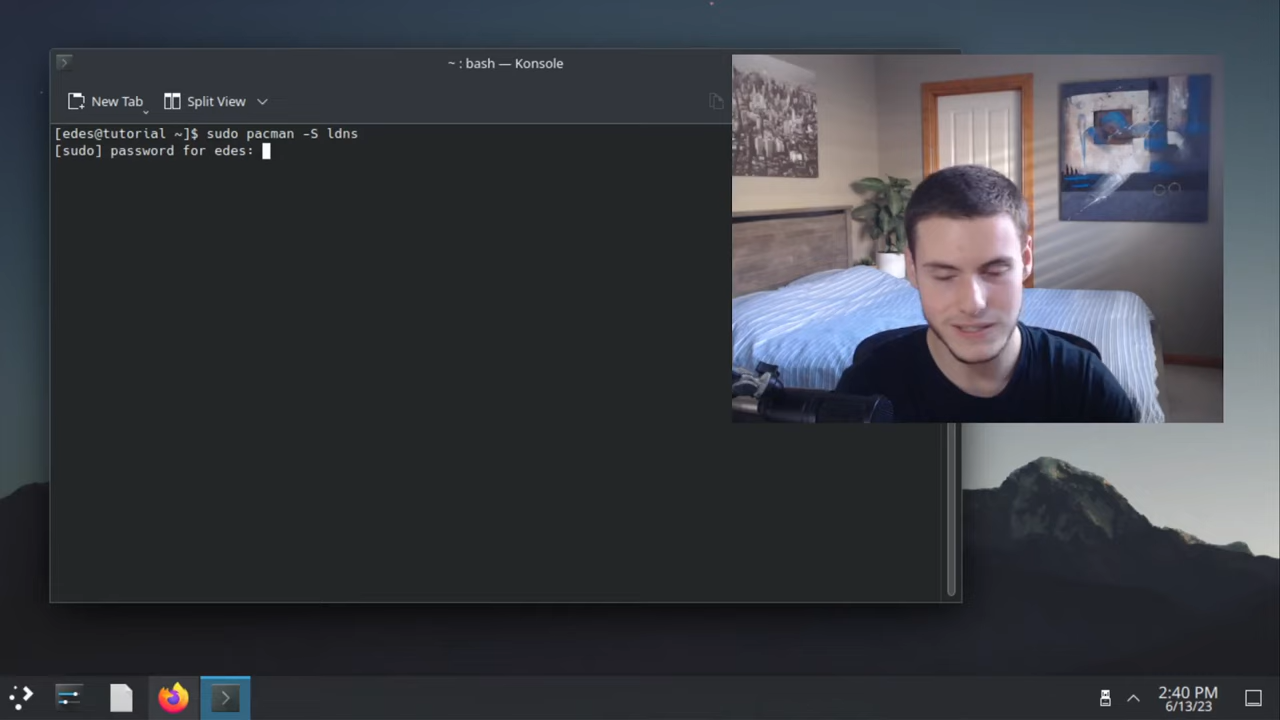 ~ : bash — Konsole
New Tab
Split View
[edes@tutorial ~]$ sudo pacman -S ldns
[sudo] password for edes:
2:40 PM
6/13/23